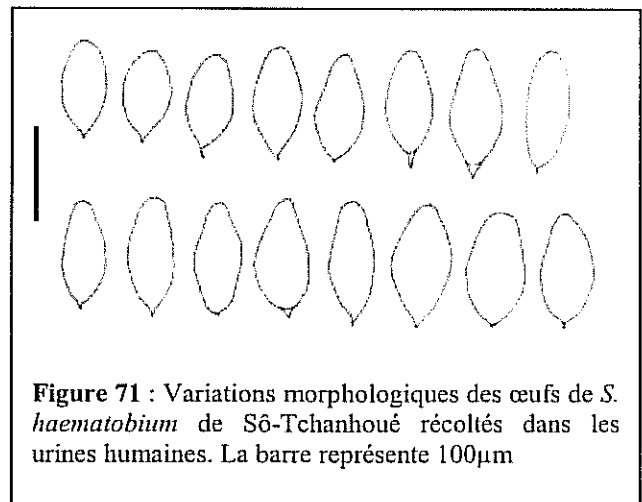 Figure 71 : Variations morphologiques des œufs de S.
haematobium de Sô-Tchanhoué récoltés dans les
urines humaines. La barre représente 100µm